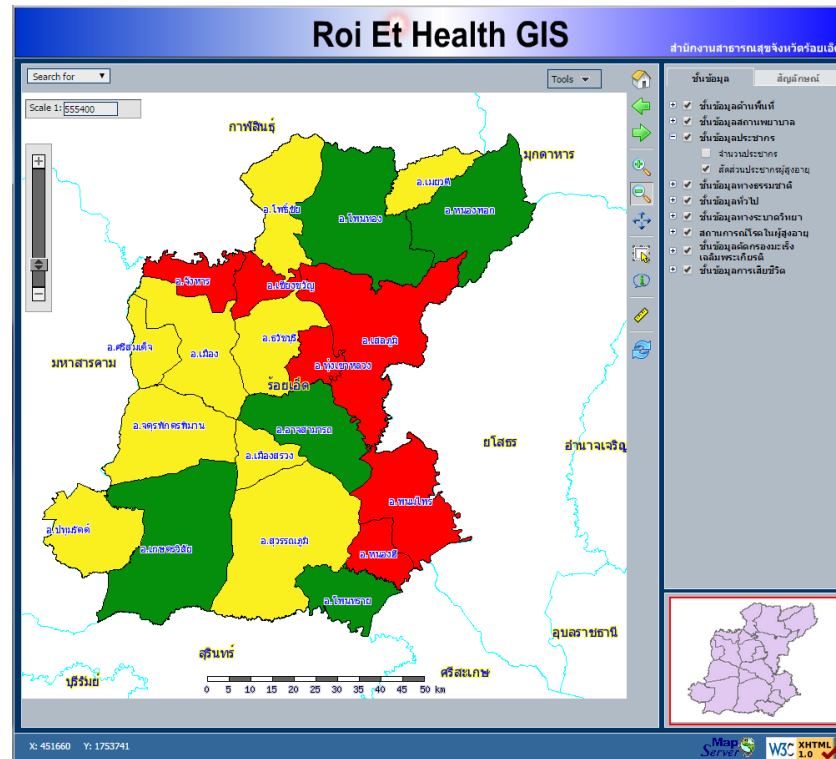 Roi Et Health GIS
สำนักงานสาธารณสุขจังหวัดร้อยเอ็ด
Search for
Tools
ชั้นข้อมูล
สัญลักษณ์
Scale 1: 555400
ชั้นข้อมูลด้านพื้นที่
ชั้นข้อมูลสถานพยาบาล
ชั้นข้อมูลประชากร
จำนวนประชากร
สัดส่วนประชากรผู้สูงอายุ
ชั้นข้อมูลทางธรรมชาติ
ชั้นข้อมูลทั่วไป
ชั้นข้อมูลทางระบาดวิทยา
สถานการณ์โรคในผู้สูงอายุ
ชั้นข้อมูลคัดกรองมะเร็ง
เฉลิมพระเกียรติ
ชั้นข้อมูลการเสียชีวิต
กาฬสินธุ์
มุกดาหาร
อ.เมยวดี
อ.โพธิ์ชัย
อ.โพนทอง
อ.หนองพอก
อ.จังหาร
อ.เชียงขวัญ
อ.ศรีสมเด็จ
อ.เมือง
อ.ธวัชบุรี
อ.เสลภูมิ
มหาสารคาม
อ.ทุ่งเขาหลวง
ร้อยเอ็ด
อ.จตุรพักตรพิมาน
อ.อาจสามารถ
ยโสธร
อำนาจเจริญ
อ.เมืองสรวง
อ.พนมไพร
อ.ปทุมรัตต์
อ.เกษตรวิสัย
อ.สุวรรณภูมิ
อ.หนองฮี
อ.โพนทราย
อุบลราชธานี
สุรินทร์
ศรีสะเกษ
บุรีรัมย์
0 5 10 15 20 25 30 35 40 45 50 km
X: 451660 Y: 1753741
Map Server
W3C XHTML 1.0